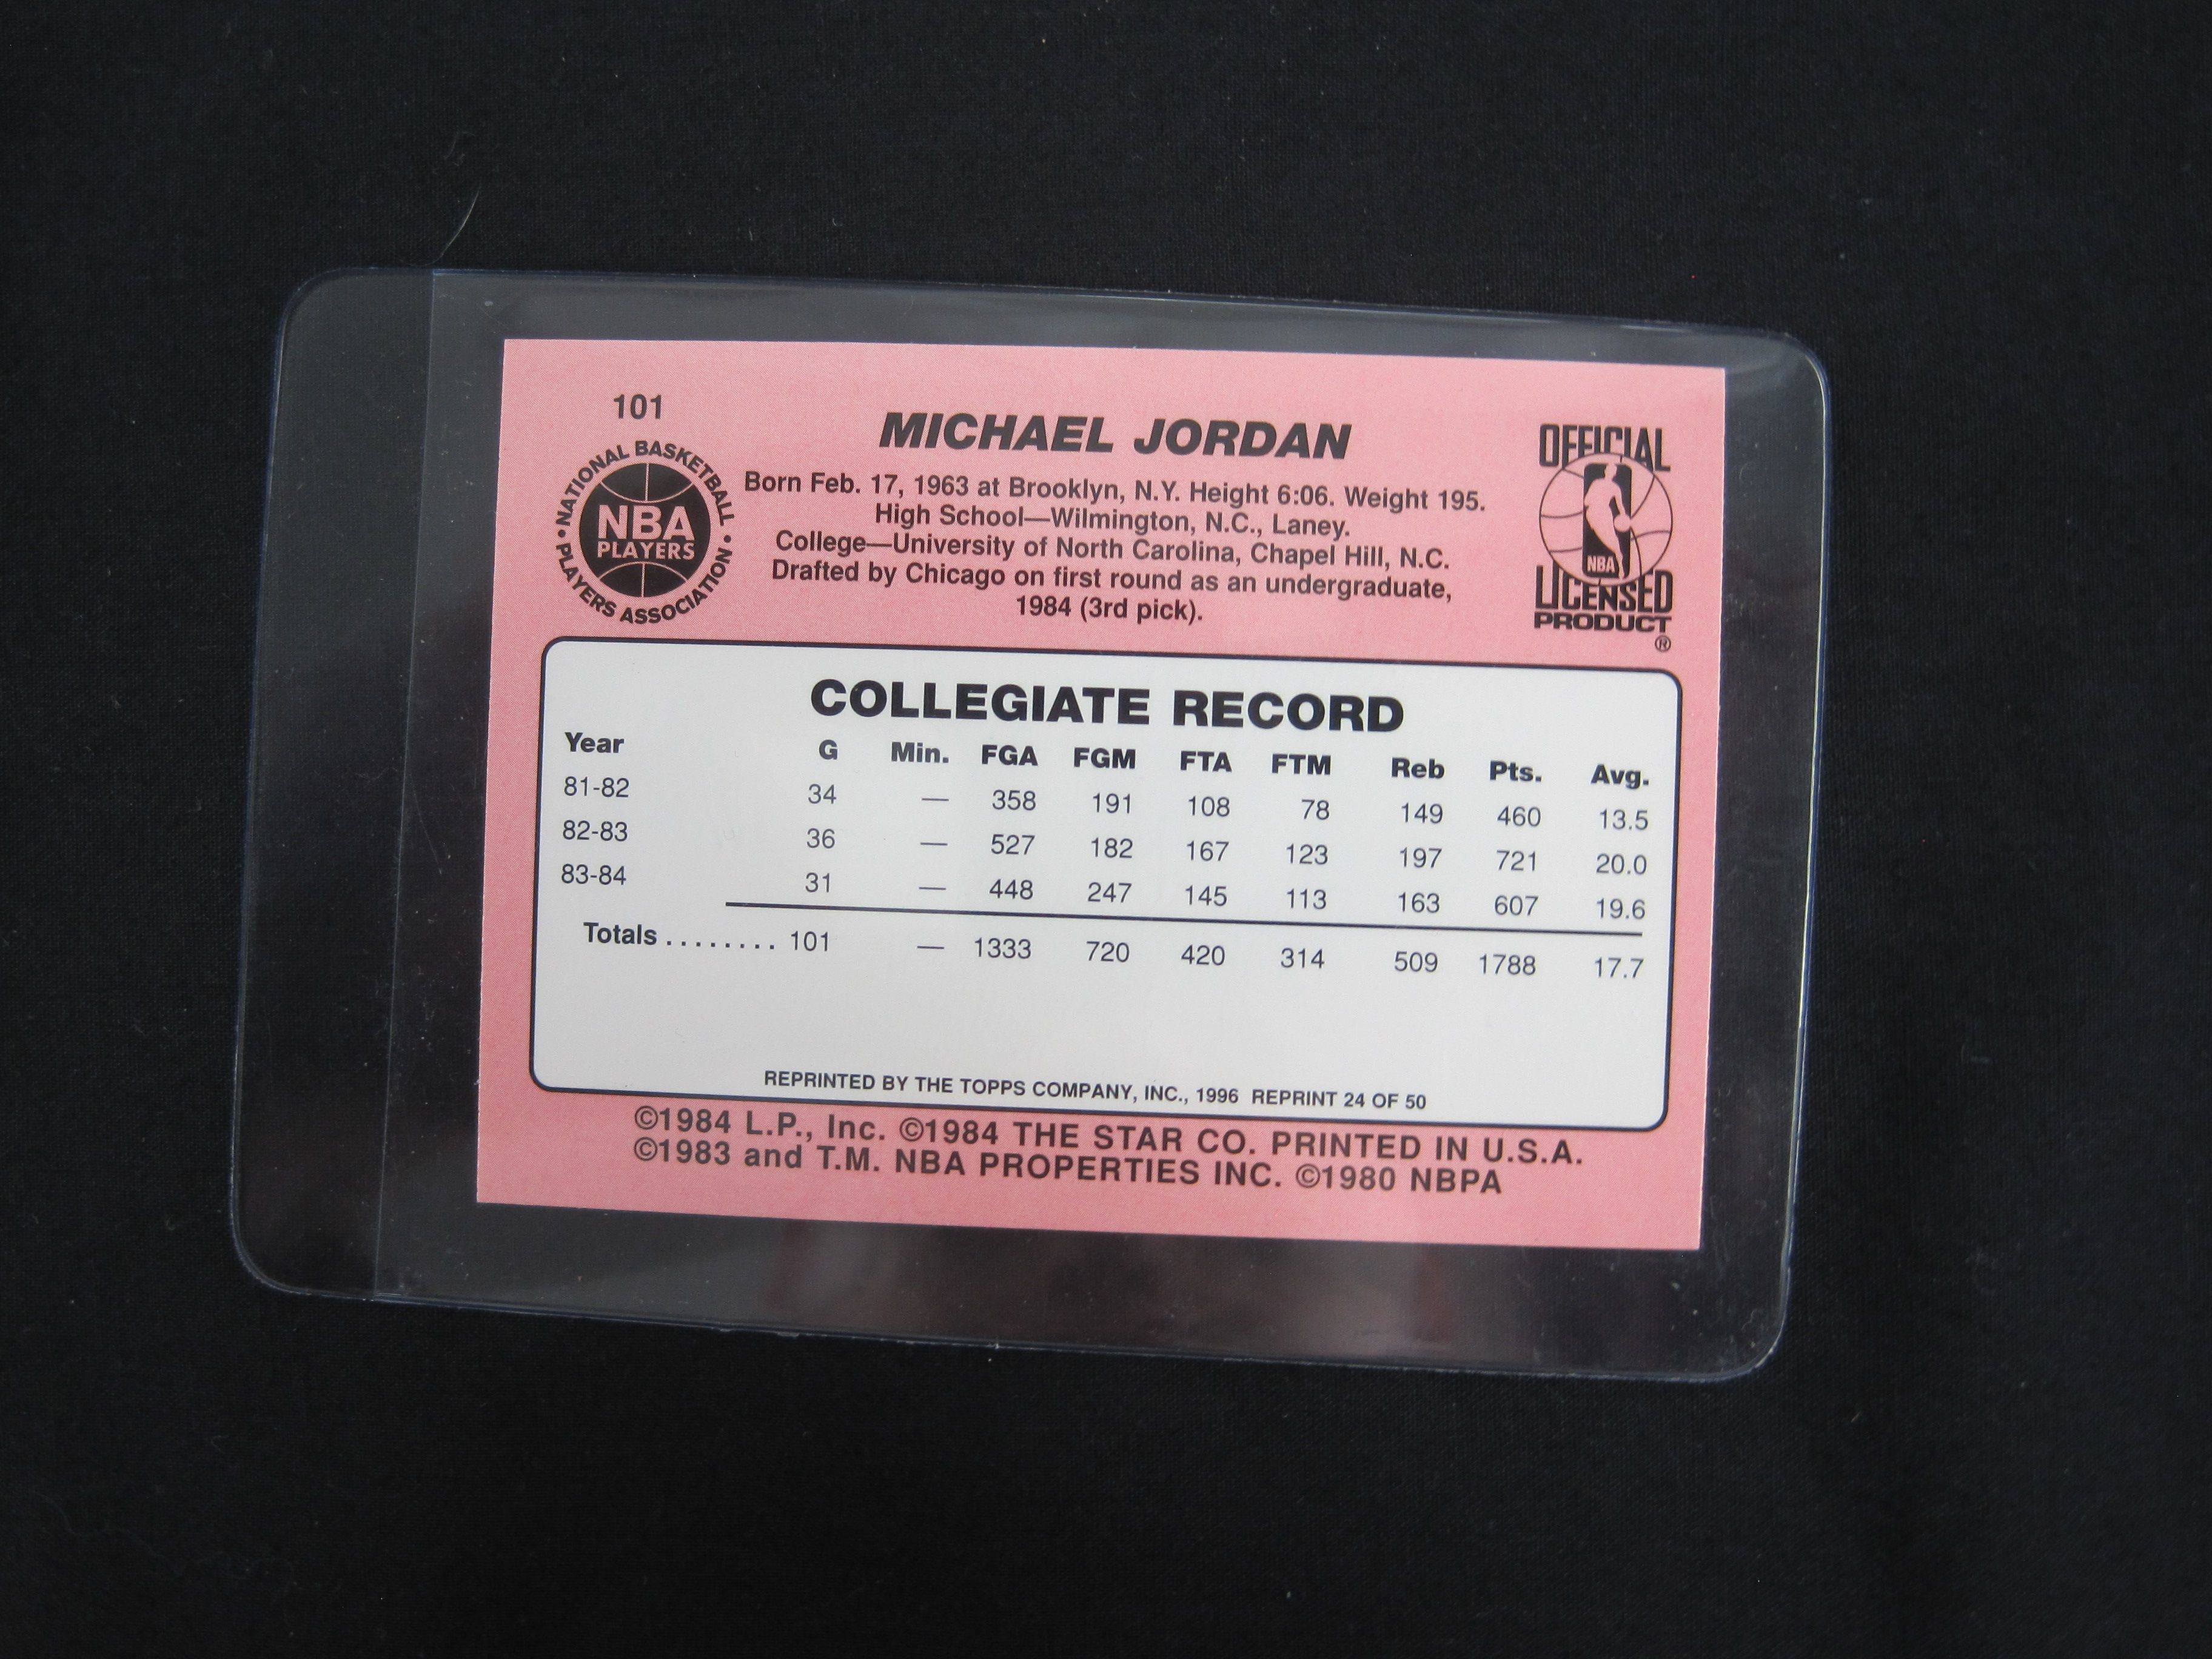 101
MICHAEL JORDAN
NATIONAL BASKETBALL
NBA
PLAYERS
PLAYERS ASSOCIATION
Born Feb. 17, 1963 at Brooklyn, N.Y. Height 6:06. Weight 195.
High School—Wilmington, N.C., Laney.
College—University of North Carolina, Chapel Hill, N.C.
Drafted by Chicago on first round as an undergraduate,
1984 (3rd pick).
OFFICIAL
NBA
LICENSED
PRODUCT
®
COLLEGIATE RECORD
Year G Min. FGA FGM FTA FTM Reb Pts. Avg.
81-82 34 — 358 191 108 78 149 460 13.5
82-83 36 — 527 182 167 123 197 721 20.0
83-84 31 — 448 247 145 113 163 607 19.6
Totals ........ 101 — 1333 720 420 314 509 1788 17.7
REPRINTED BY THE TOPPS COMPANY, INC., 1996 REPRINT 24 OF 50
©1984 L.P., Inc. ©1984 THE STAR CO. PRINTED IN U.S.A.
©1983 and T.M. NBA PROPERTIES INC. ©1980 NBPA